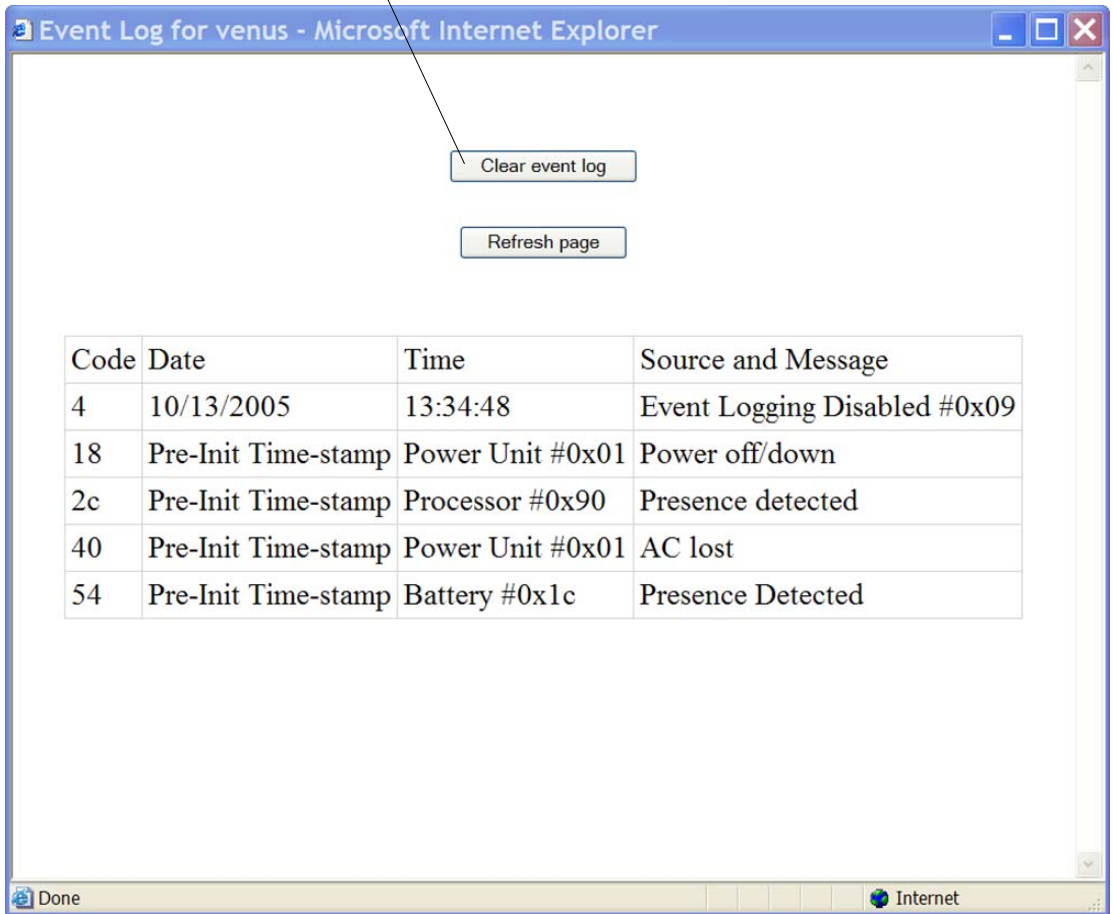 Event Log for venus - Microsoft Internet Explorer
Clear event log
Refresh page
Code Date Time Source and Message
4 10/13/2005 13:34:48 Event Logging Disabled #0x09
18 Pre-Init Time-stamp Power Unit #0x01 Power off/down
2c Pre-Init Time-stamp Processor #0x90 Presence detected
40 Pre-Init Time-stamp Power Unit #0x01 AC lost
54 Pre-Init Time-stamp Battery #0x1c Presence Detected
Done Internet